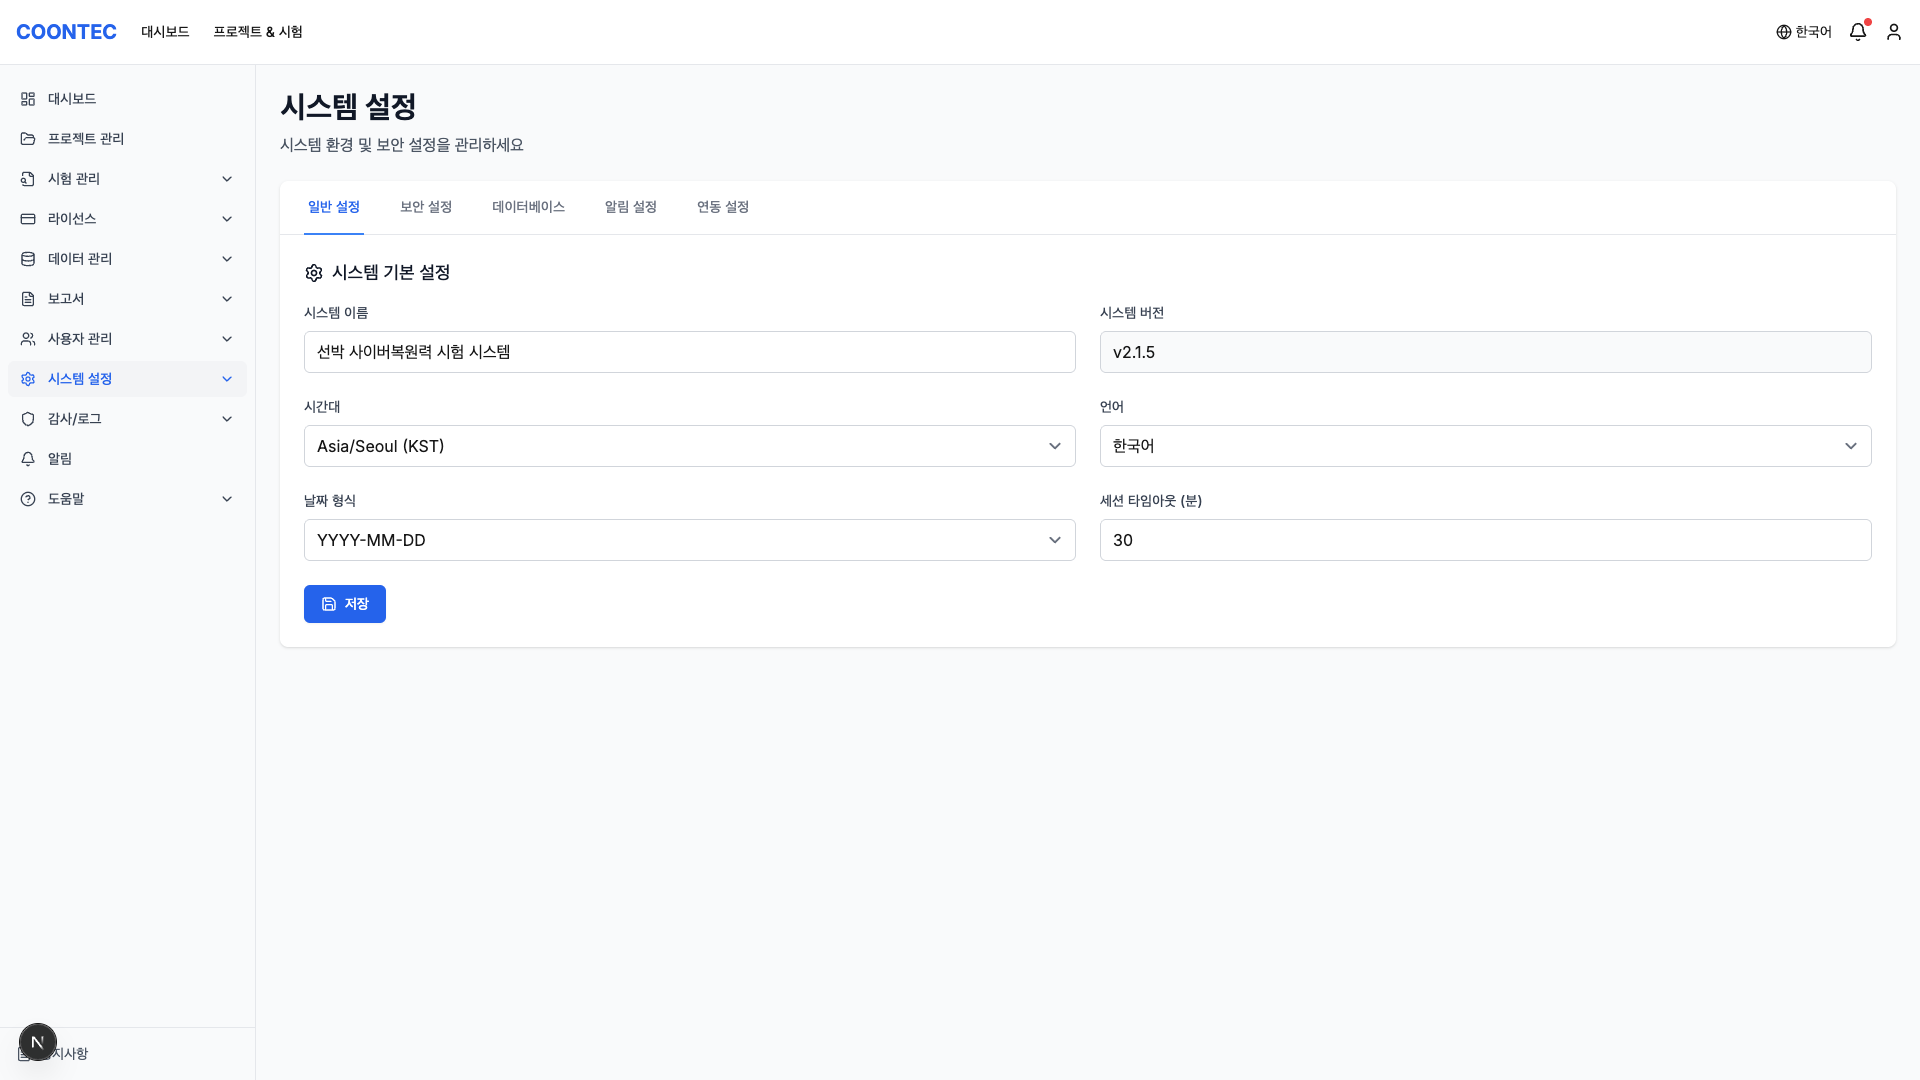 COONTEC 대시보드 프로젝트 & 시험 한국어
대시보드
프로젝트 관리
시험 관리
라이선스
데이터 관리
보고서
사용자 관리
시스템 설정
감사/로그
알림
도움말
N
시스템 설정
시스템 환경 및 보안 설정을 관리하세요
일반 설정 보안 설정 데이터베이스 알림 설정 연동 설정
시스템 기본 설정
시스템 이름
선박 사이버복원력 시험 시스템
시스템 버전
v2.1.5
시간대
Asia/Seoul (KST)
언어
한국어
날짜 형식
YYYY-MM-DD
세션 타임아웃 (분)
30
저장